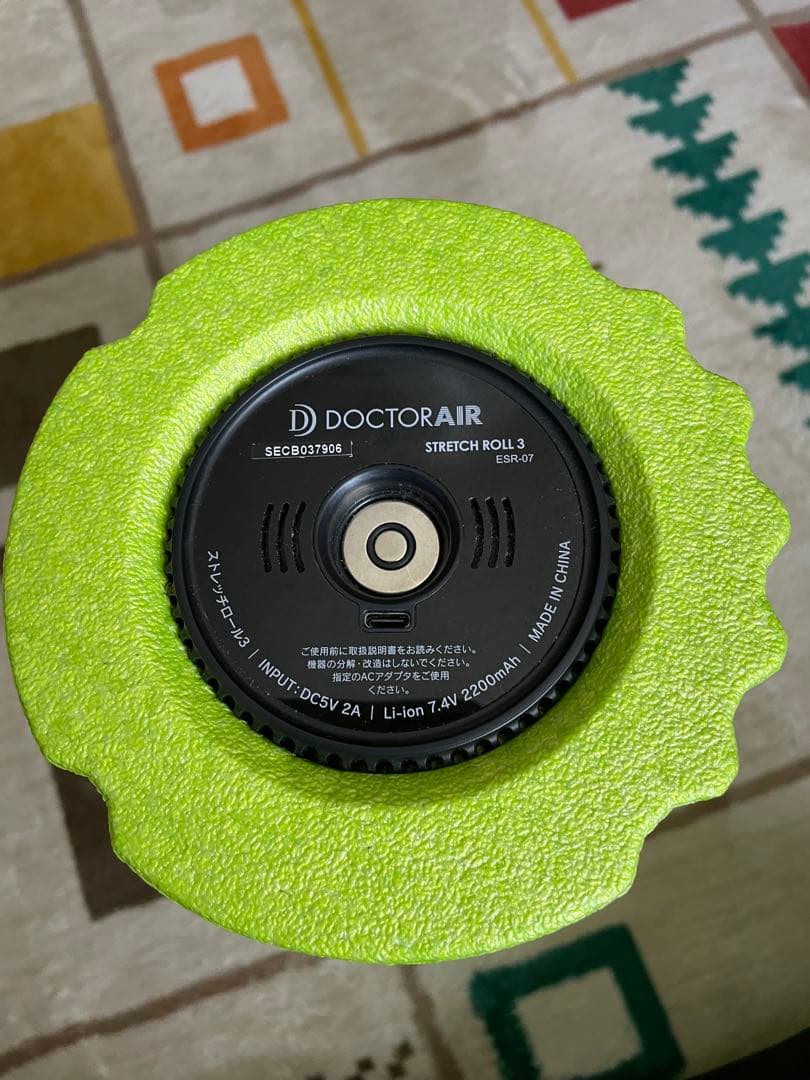 DOCTORAIR
SECB037906
STRETCH ROLL 3
ESR-07
ご使用前に取扱説明書をお読みください。
機器の分解・改造はしないでください。
指定のACアダプタをご使用
ください。
ストレッチロール3 | INPUT: DC5V 2A | Li-ion 7.4V 2200mAh | MADE IN CHINA